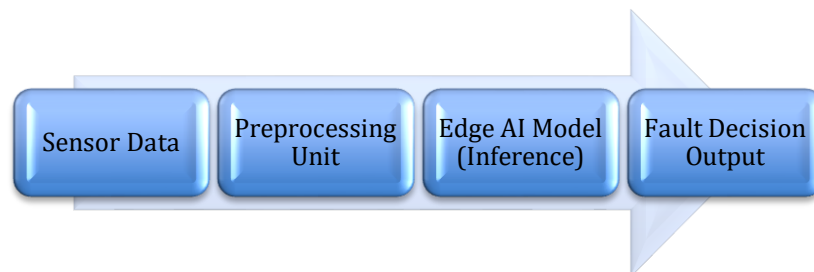 Sensor Data
Preprocessing
Unit
Edge AI Model
(Inference)
Fault Decision
Output